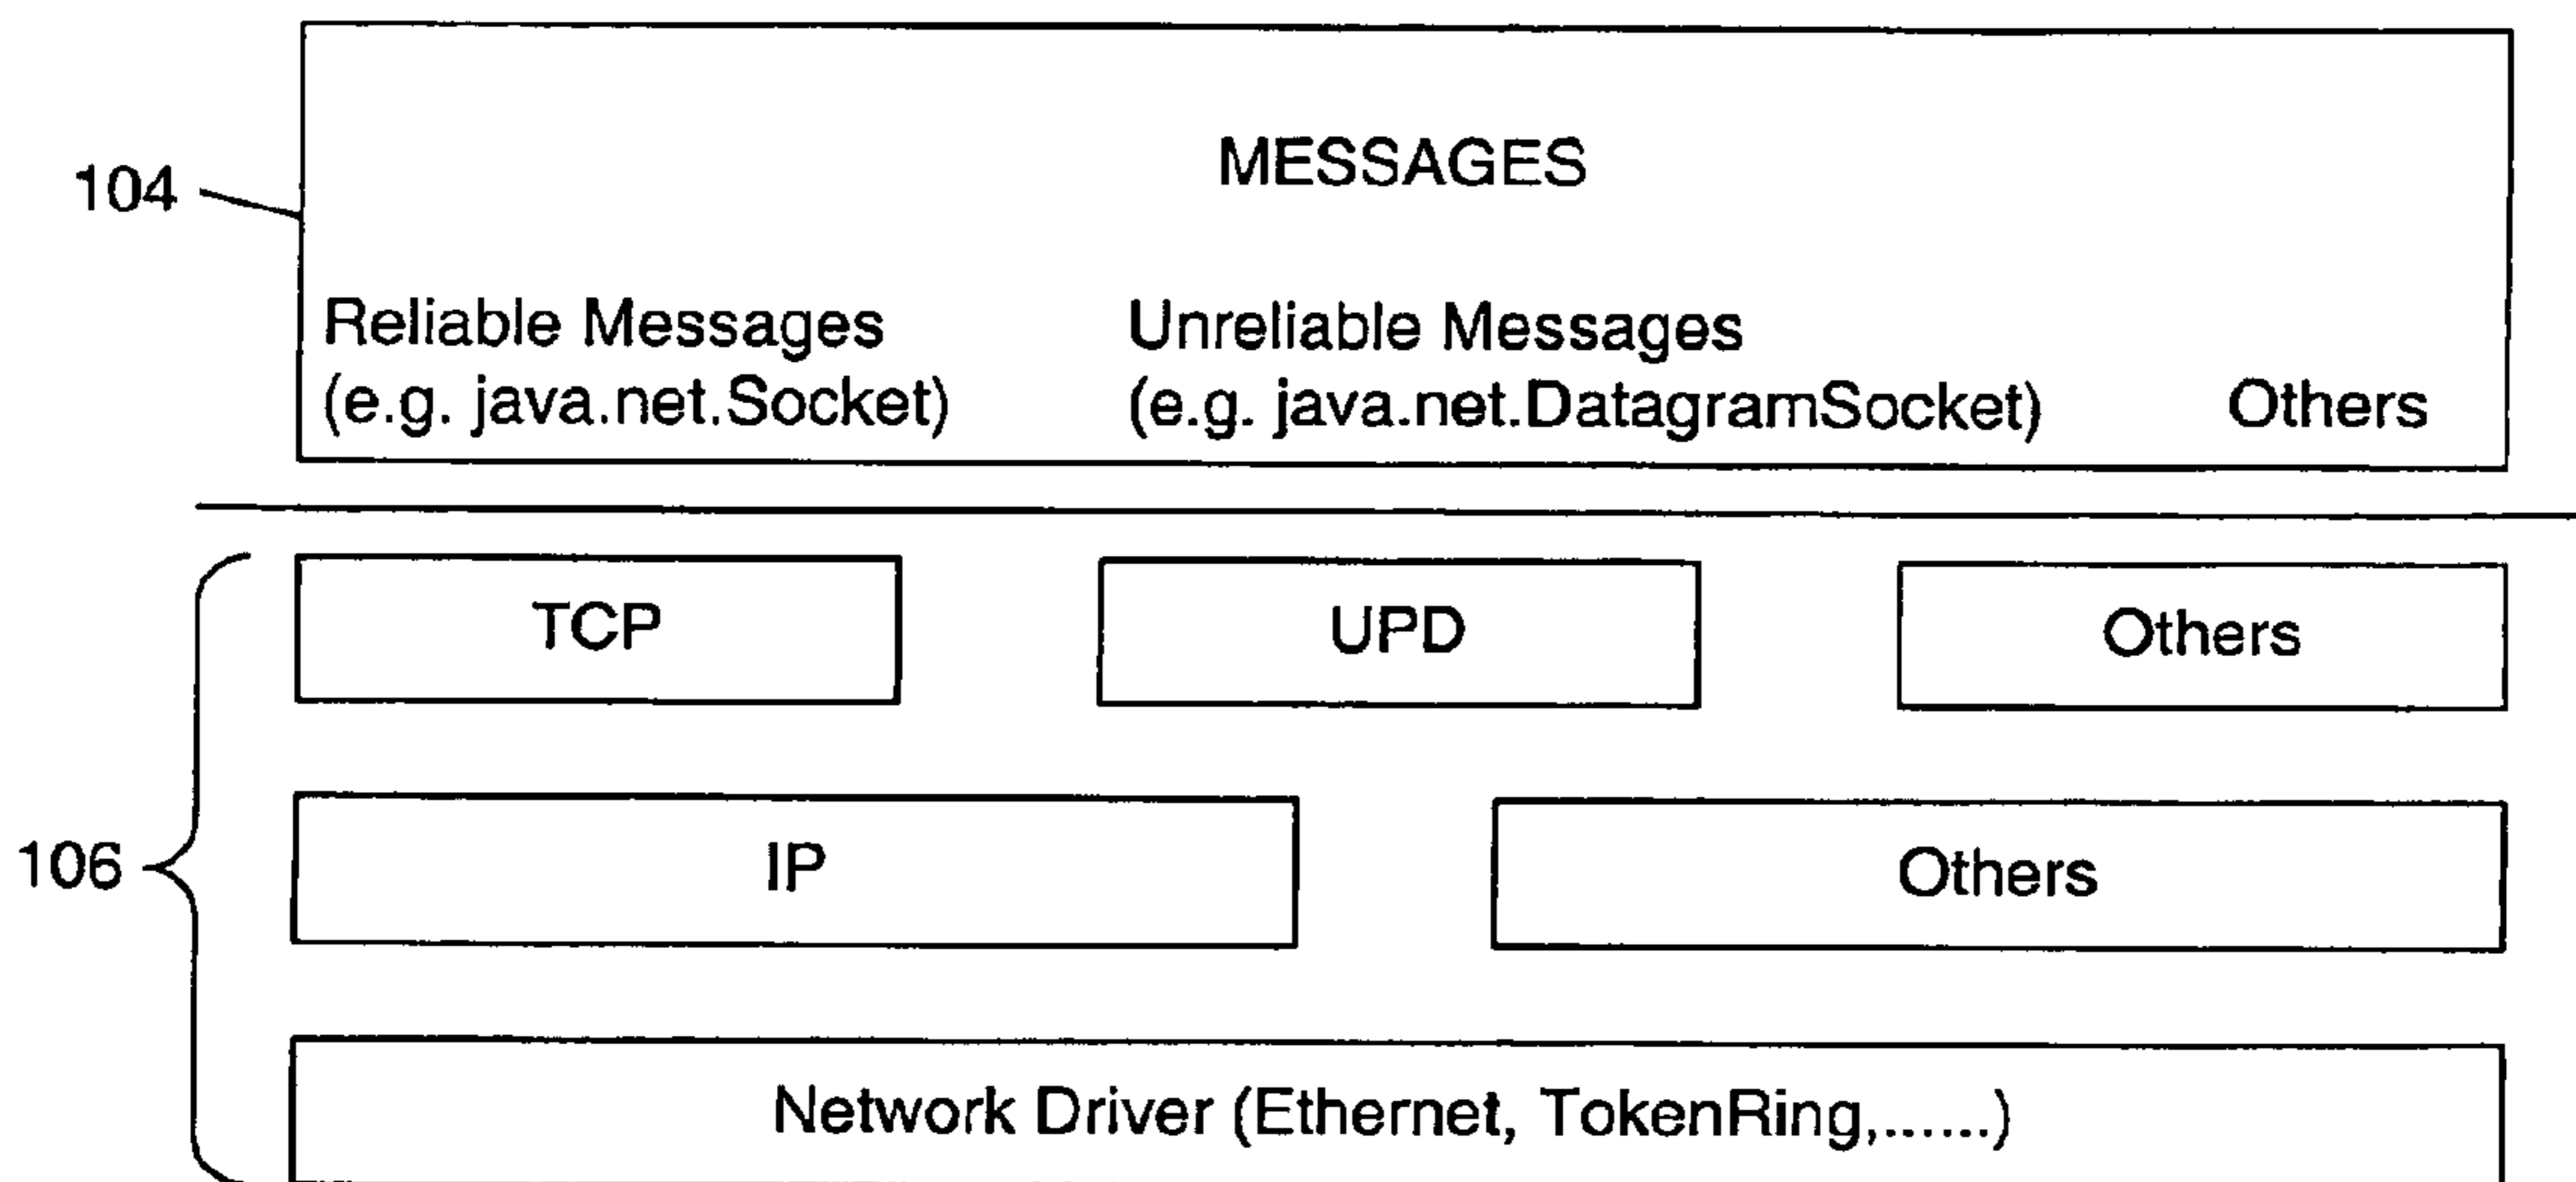 MESSAGES
104
Reliable Messages
(e.g. java.net.Socket)
Unreliable Messages
(e.g. java.net.DatagramSocket)
Others
TCP
UPD
Others
106
IP
Others
Network Driver (Ethernet, TokenRing,......)